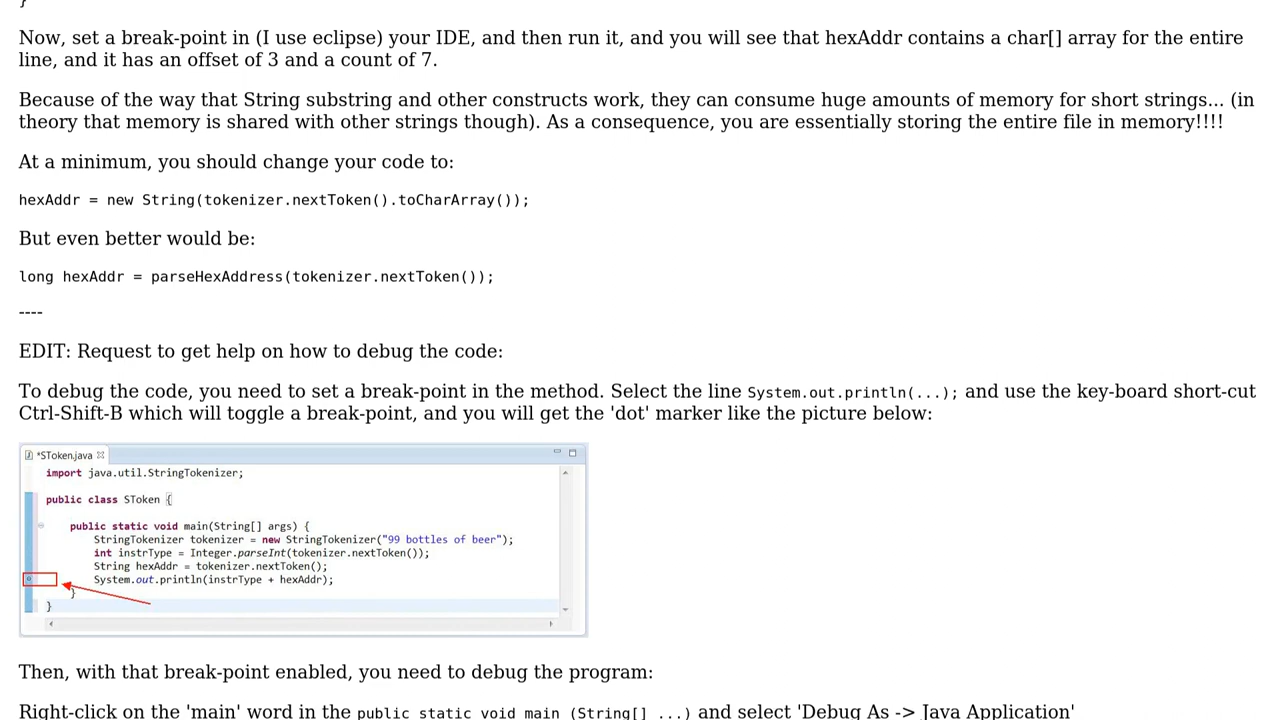 }
Now, set a break-point in (I use eclipse) your IDE, and then run it, and you will see that hexAddr contains a char[] array for the entire
line, and it has an offset of 3 and a count of 7.
Because of the way that String substring and other constructs work, they can consume huge amounts of memory for short strings... (in
theory that memory is shared with other strings though). As a consequence, you are essentially storing the entire file in memory!!!!
At a minimum, you should change your code to:
hexAddr = new String(tokenizer.nextToken().toCharArray());
But even better would be:
long hexAddr = parseHexAddress(tokenizer.nextToken());
----
EDIT: Request to get help on how to debug the code:
To debug the code, you need to set a break-point in the method. Select the line System.out.println(...); and use the key-board short-cut
Ctrl-Shift-B which will toggle a break-point, and you will get the 'dot' marker like the picture below:
*SToken.java
import java.util.StringTokenizer;
public class SToken {
public static void main(String[] args) {
StringTokenizer tokenizer = new StringTokenizer("99 bottles of beer");
int instrType = Integer.parseInt(tokenizer.nextToken());
String hexAddr = tokenizer.nextToken();
System.out.println(instrType + hexAddr);
}
}
Then, with that break-point enabled, you need to debug the program:
Right-click on the 'main' word in the public static void main (String[] ...) and select 'Debug As -> Java Application'